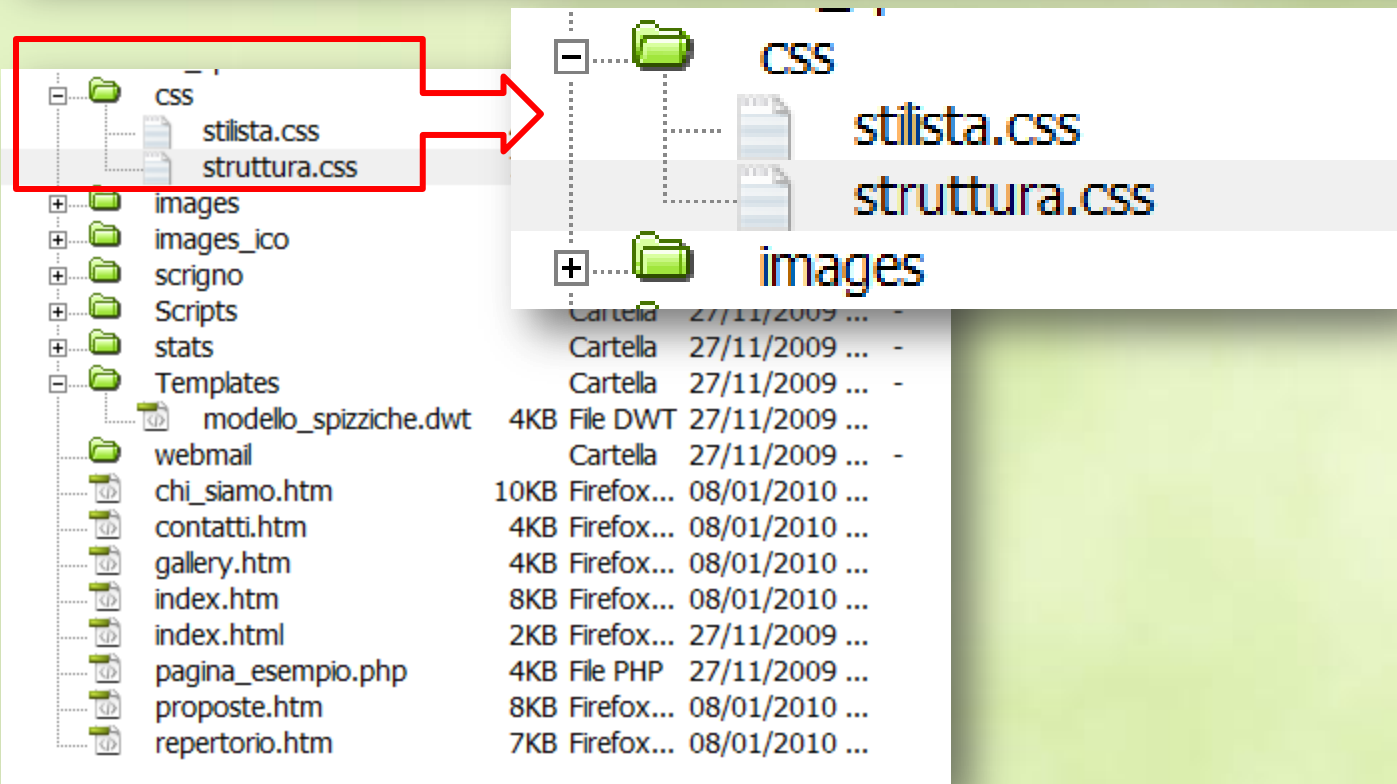 css
stilista.css
struttura.css
images
css
stilista.css
struttura.css
images
images_ico
scrigno
Scripts Cartella 27/11/2009 ... -
stats Cartella 27/11/2009 ... -
Templates Cartella 27/11/2009 ... -
modello_spizziche.dwt 4KB File DWT 27/11/2009 ...
webmail Cartella 27/11/2009 ... -
chi_siamo.htm 10KB Firefox... 08/01/2010 ...
contatti.htm 4KB Firefox... 08/01/2010 ...
gallery.htm 4KB Firefox... 08/01/2010 ...
index.htm 8KB Firefox... 08/01/2010 ...
index.html 2KB Firefox... 27/11/2009 ...
pagina_esempio.php 4KB File PHP 27/11/2009 ...
proposte.htm 8KB Firefox... 08/01/2010 ...
repertorio.htm 7KB Firefox... 08/01/2010 ...